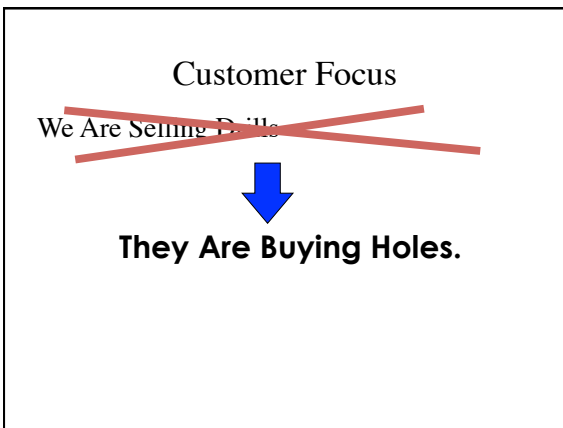 Customer Focus
We Are Selling Drills
They Are Buying Holes.